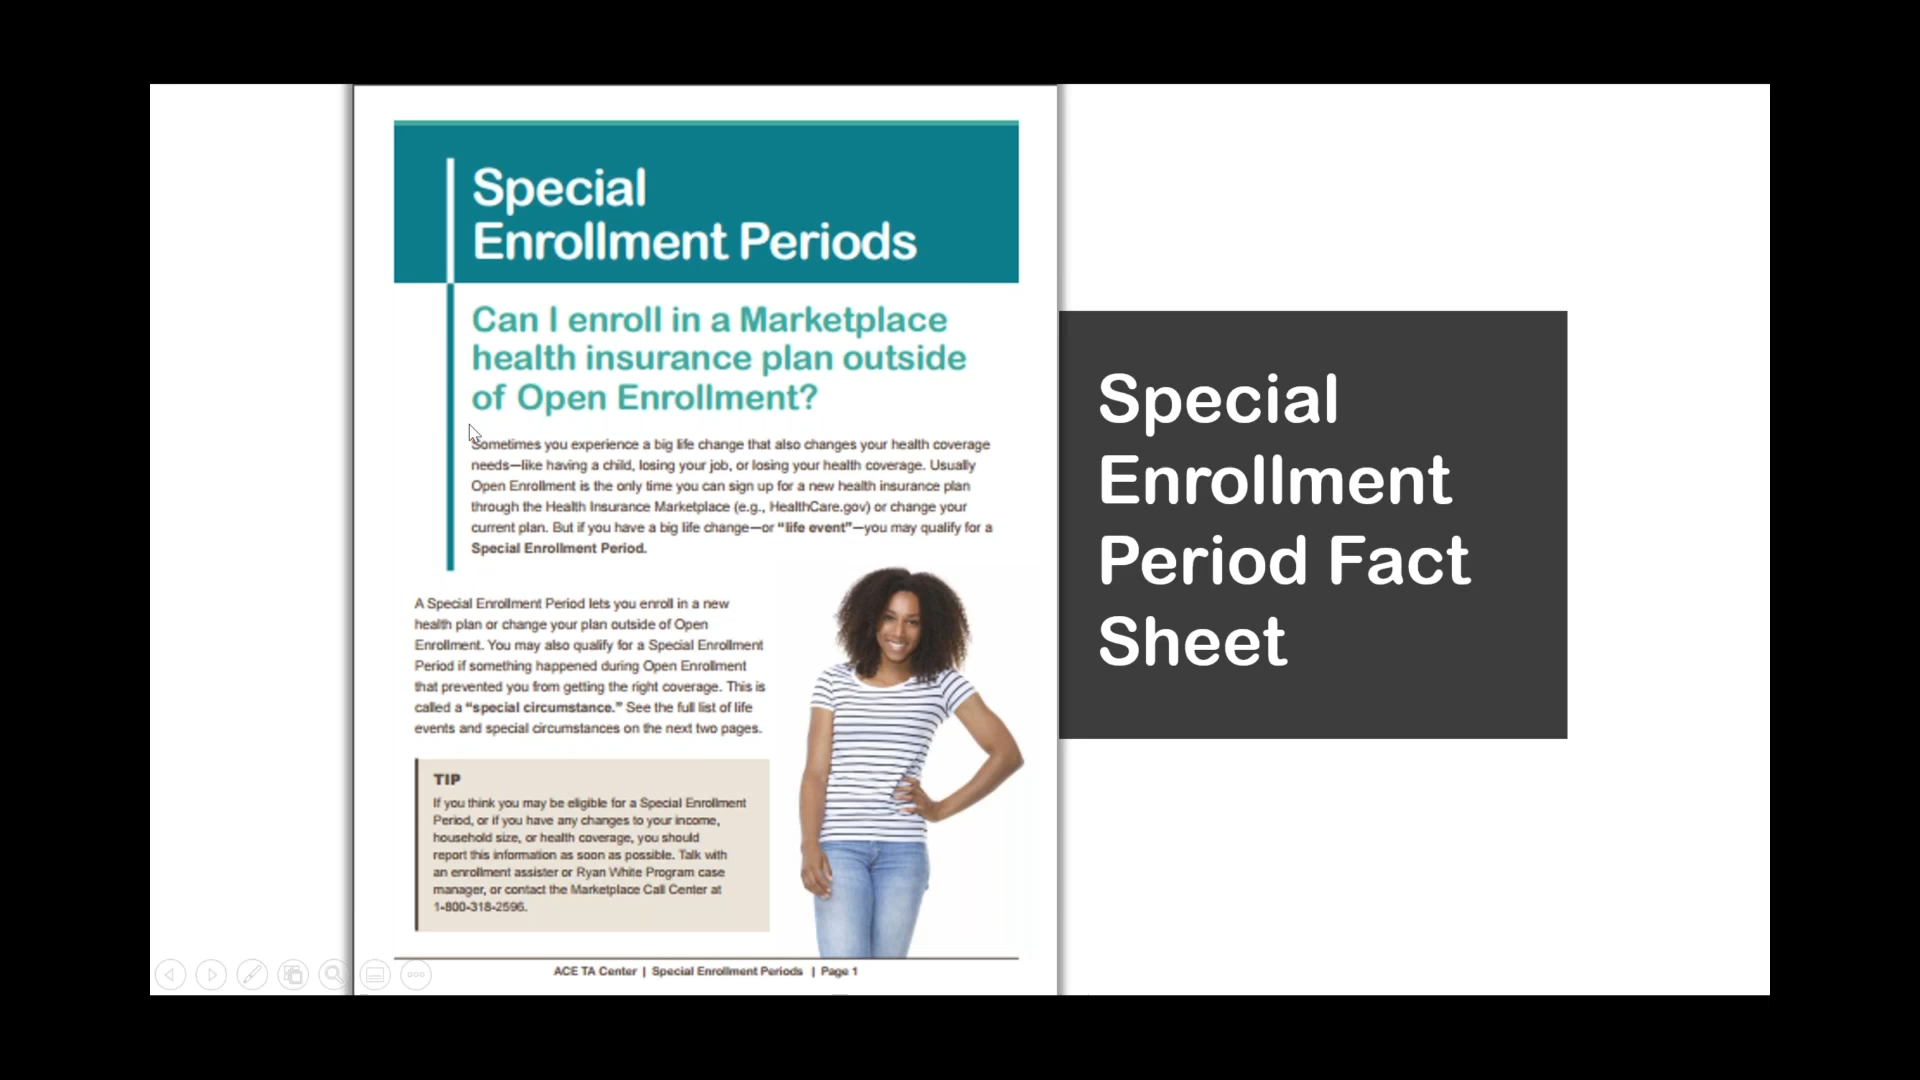 Special
Enrollment Periods
Can I enroll in a Marketplace
health insurance plan outside
of Open Enrollment?
Sometimes you experience a big life change that also changes your health coverage
needs—like having a child, losing your job, or losing your health coverage. Usually
Open Enrollment is the only time you can sign up for a new health insurance plan
through the Health Insurance Marketplace (e.g., HealthCare.gov) or change your
current plan. But if you have a big life change—or “life event”—you may qualify for a
Special Enrollment Period.
A Special Enrollment Period lets you enroll in a new
health plan or change your plan outside of Open
Enrollment. You may also qualify for a Special Enrollment
Period if something happened during Open Enrollment
that prevented you from getting the right coverage. This is
called a “special circumstance.” See the full list of life
events and special circumstances on the next two pages.
TIP
If you think you may be eligible for a Special Enrollment
Period, or if you have any changes to your income,
household size, or health coverage, you should
report this information as soon as possible. Talk with
an enrollment assister or Ryan White Program case
manager, or contact the Marketplace Call Center at
1-800-318-2596.
ACE TA Center | Special Enrollment Periods | Page 1
Special
Enrollment
Period Fact
Sheet